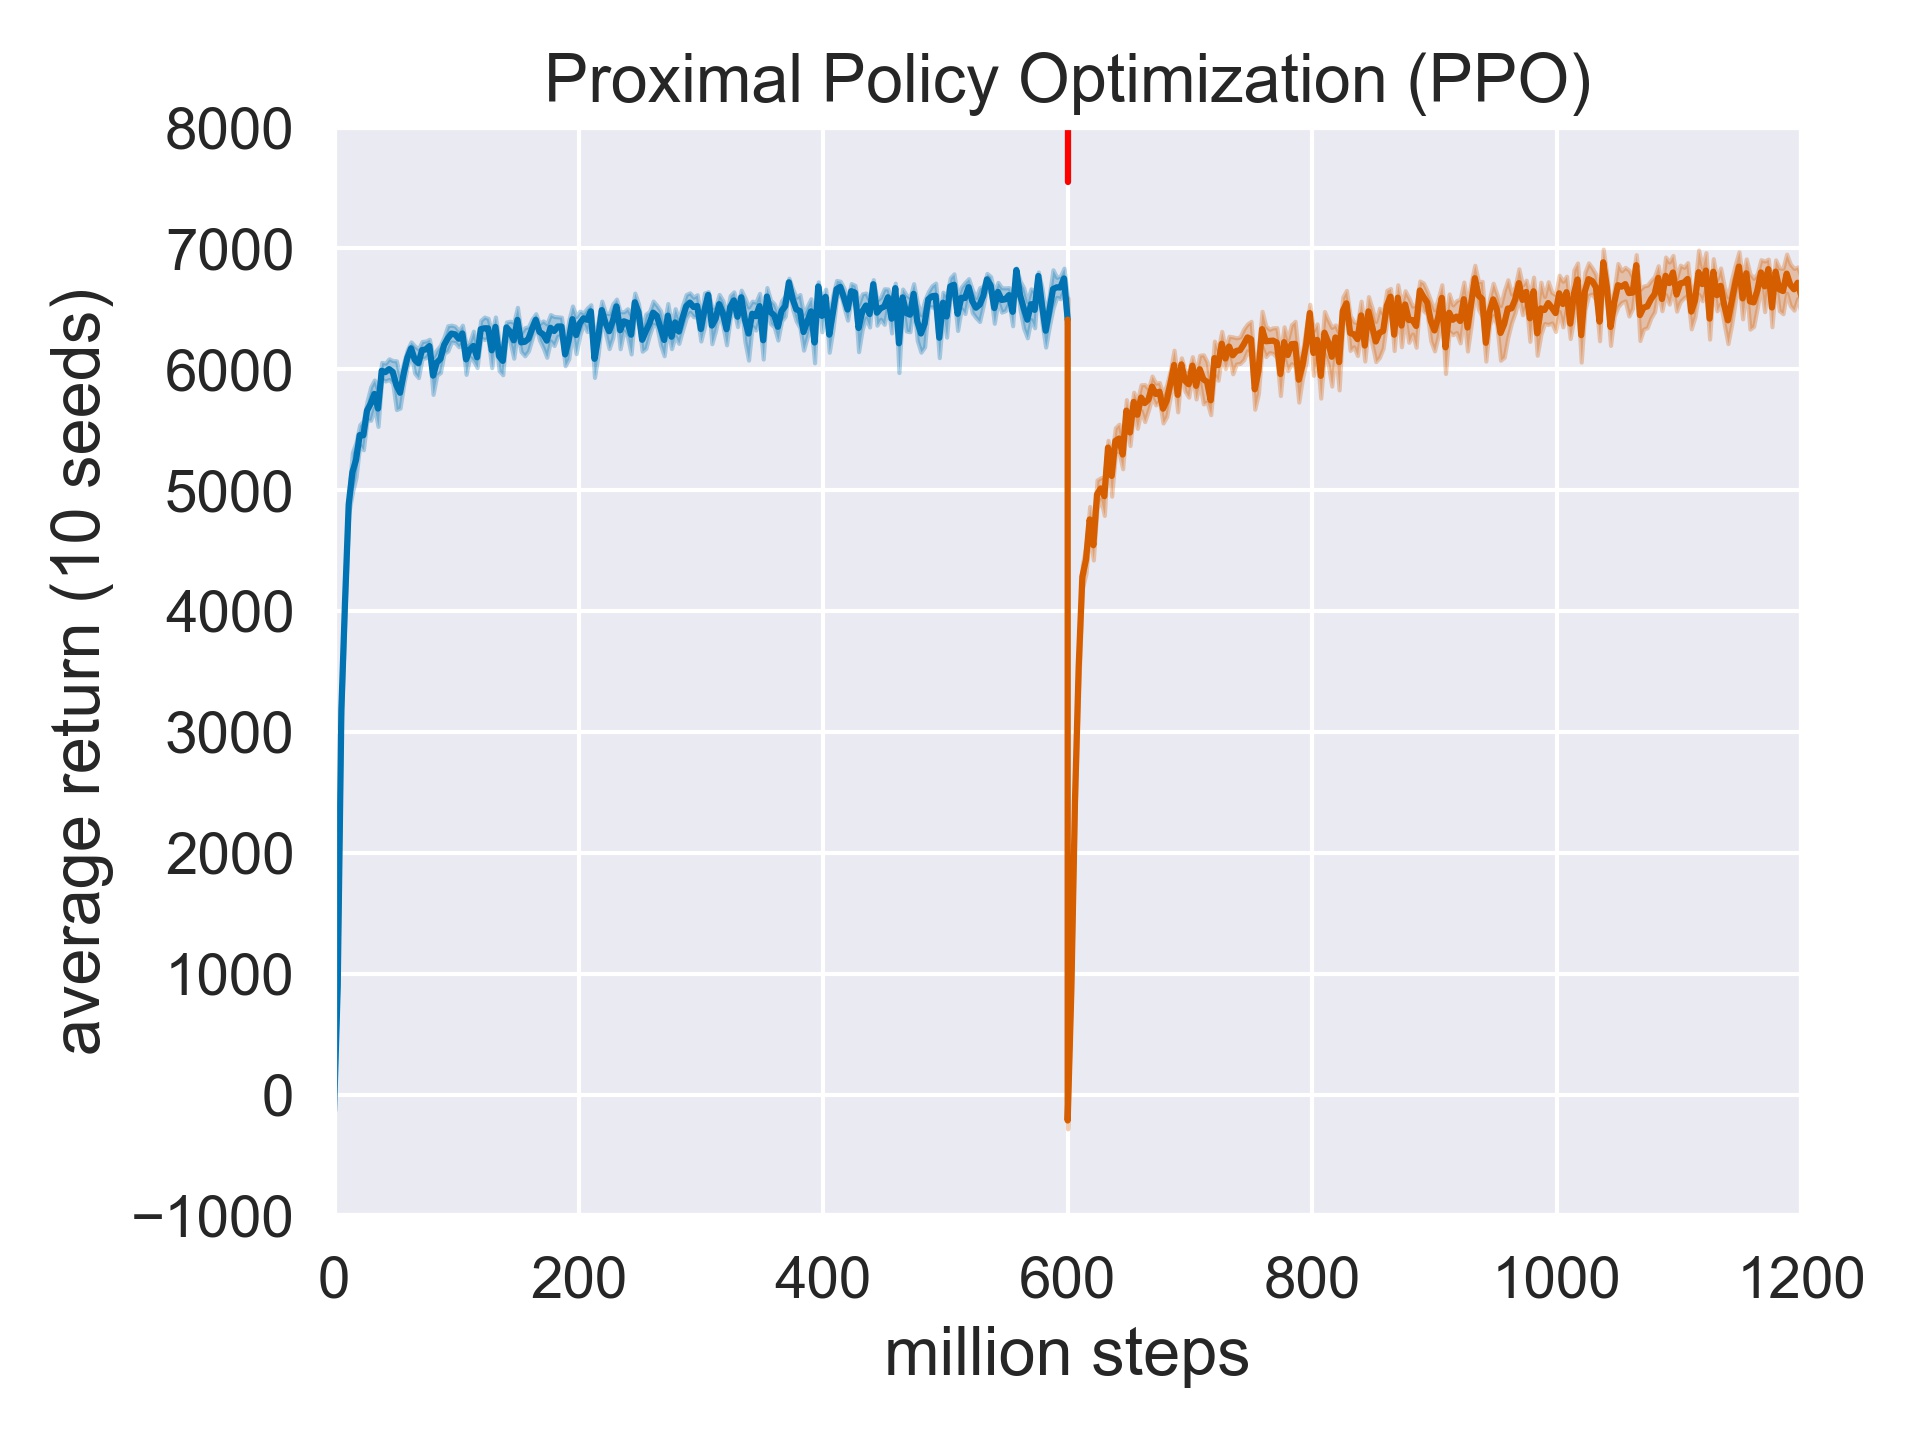 Proximal Policy Optimization (PPO)
8000
7000
6000
5000
4000
3000
2000
1000
0
−1000
average return (10 seeds)
0 200 400 600 800 1000 1200
million steps